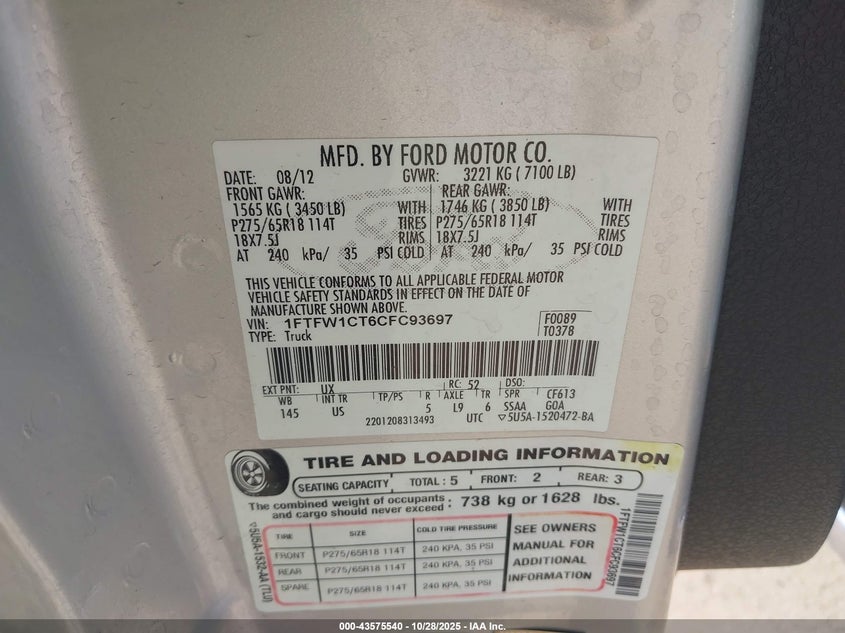 MFD. BY FORD MOTOR CO.
DATE: 08/12 GVWR: 3221 KG ( 7100 LB)
FRONT GAWR: REAR GAWR:
1565 KG ( 3450 LB) WITH 1746 KG ( 3850 LB) WITH
P275/65R18 114T TIRES P275/65R18 114T TIRES
18X7.5J RIMS 18X7.5J RIMS
AT 240 kPa/ 35 PSI COLD AT 240 kPa/ 35 PSI COLD
THIS VEHICLE CONFORMS TO ALL APPLICABLE FEDERAL MOTOR
VEHICLE SAFETY STANDARDS IN EFFECT ON THE DATE OF
MANUFACTURE SHOWN ABOVE.
VIN: 1FTFW1CT6CFC93697 F0089
TYPE: Truck T0378
EXT PNT: UX RC: 52 DSO:
WB INT TR TP/PS R AXLE TR SPR CF613
145 US 5 L9 6 SSAA G0A
2201208313493 UTC ▽5U5A-1520472-BA
TIRE AND LOADING INFORMATION
SEATING CAPACITY TOTAL : 5 FRONT: 2 REAR: 3
The combined weight of occupants and cargo should never exceed : 738 kg or 1628 lbs.
TIRE SIZE COLD TIRE PRESSURE
FRONT P275/65R18 114T 240 KPA, 35 PSI
REAR P275/65R18 114T 240 KPA, 35 PSI
SPARE P275/65R18 114T 240 KPA, 35 PSI
SEE OWNERS
MANUAL FOR
ADDITIONAL
INFORMATION
▽5U5A-1532-AA (TLU)
1FTFW1CT6CFC93697
000-43575540 - 10/28/2025 - IAA Inc.